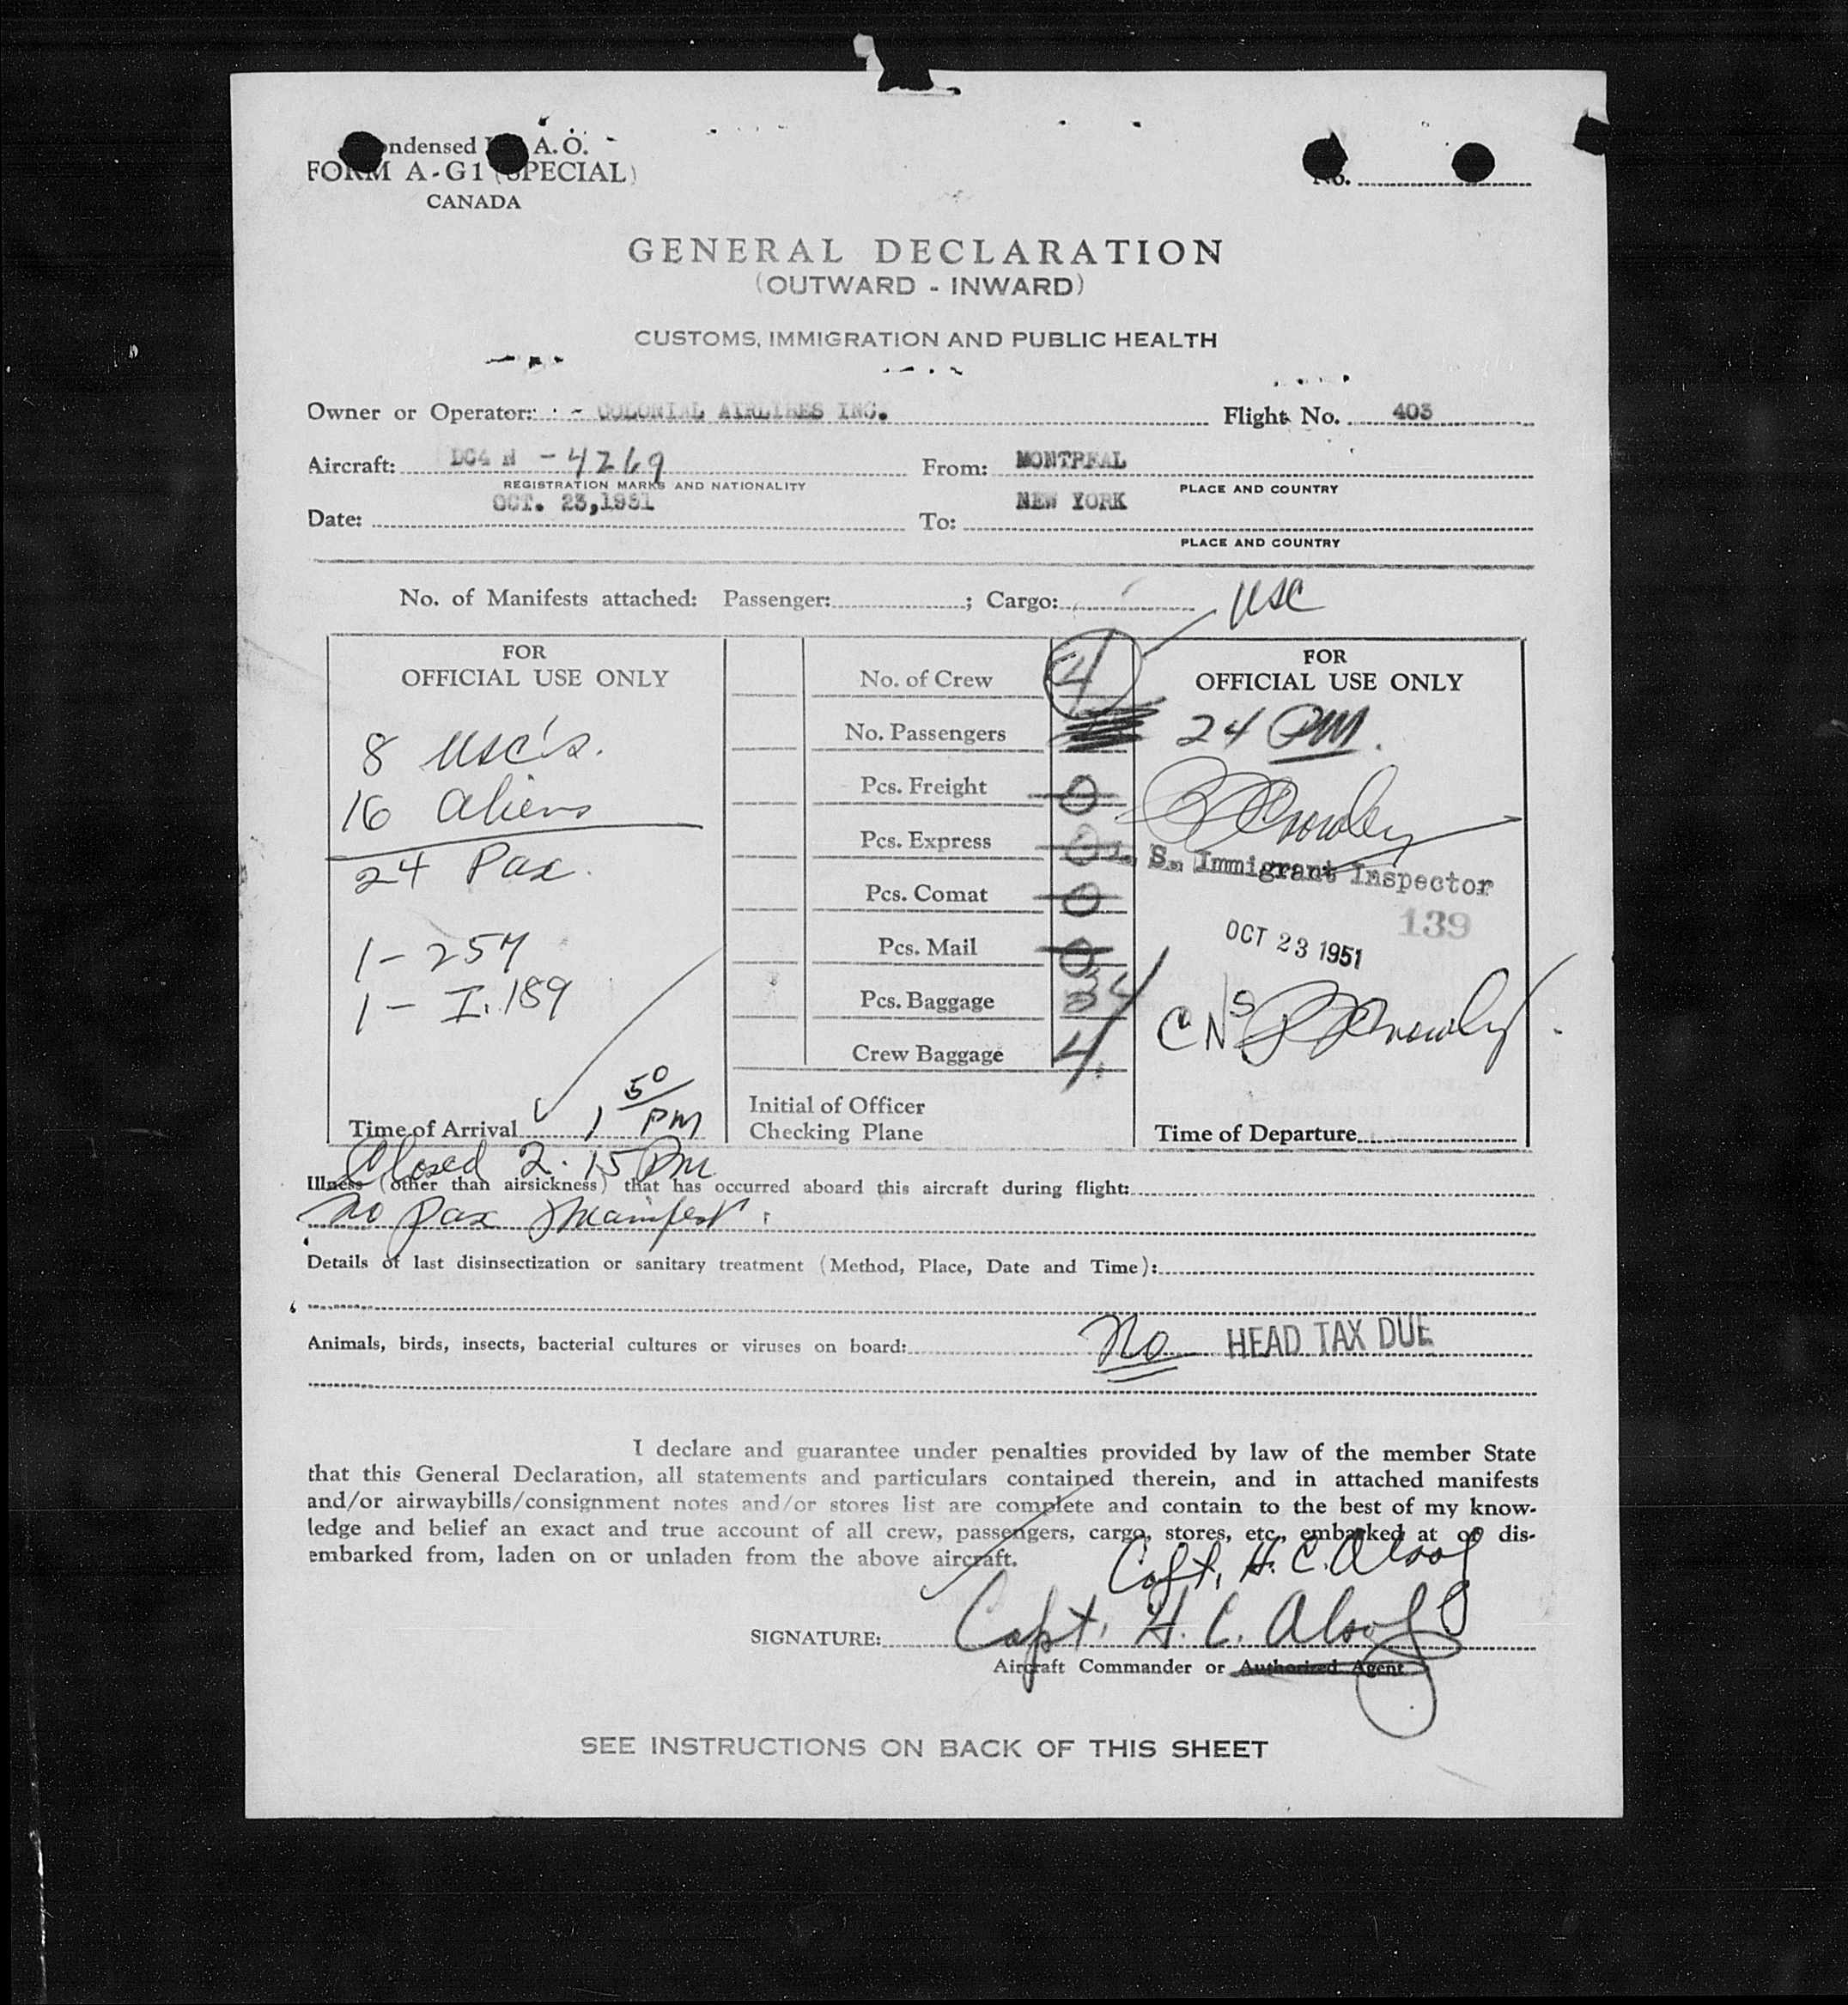 Condensed A.O.
FORM A-G1 (SPECIAL)
CANADA
No.
GENERAL DECLARATION
(OUTWARD - INWARD)
CUSTOMS, IMMIGRATION AND PUBLIC HEALTH
Owner or Operator: COLONIAL AIRLINES INC. Flight No. 403
Aircraft: DC4 N - 4269 From: MONTREAL
REGISTRATION MARKS AND NATIONALITY PLACE AND COUNTRY
Date: OCT. 23,1951 To: NEW YORK
PLACE AND COUNTRY
No. of Manifests attached: Passenger: ; Cargo: USC
FOR
OFFICIAL USE ONLY
8 USC's.
16 aliens
24 Pax.
1 - 257
1 - I. 189
Time of Arrival 1 50 PM
No. of Crew 4
No. Passengers
Pcs. Freight 0
Pcs. Express 0
Pcs. Comat 0
Pcs. Mail 0
Pcs. Baggage 34
Crew Baggage 4
Initial of Officer
Checking Plane
FOR
OFFICIAL USE ONLY
24 PM.
Crowley
S. Immigrant Inspector
139
OCT 23 1951
Crowley
Time of Departure
Closed 2.15 PM
Illness (other than airsickness) that has occurred aboard this aircraft during flight:
No Pax Manifest
Details of last disinsectization or sanitary treatment (Method, Place, Date and Time):
Animals, birds, insects, bacterial cultures or viruses on board: No HEAD TAX DUE
I declare and guarantee under penalties provided by law of the member State
that this General Declaration, all statements and particulars contained therein, and in attached manifests
and/or airwaybills/consignment notes and/or stores list are complete and contain to the best of my know-
ledge and belief an exact and true account of all crew, passengers, cargo, stores, etc., embarked at or dis-
embarked from, laden on or unladen from the above aircraft.
Capt. H. C.
SIGNATURE: Capt. H. C.
Aircraft Commander or Authorized Agent
SEE INSTRUCTIONS ON BACK OF THIS SHEET